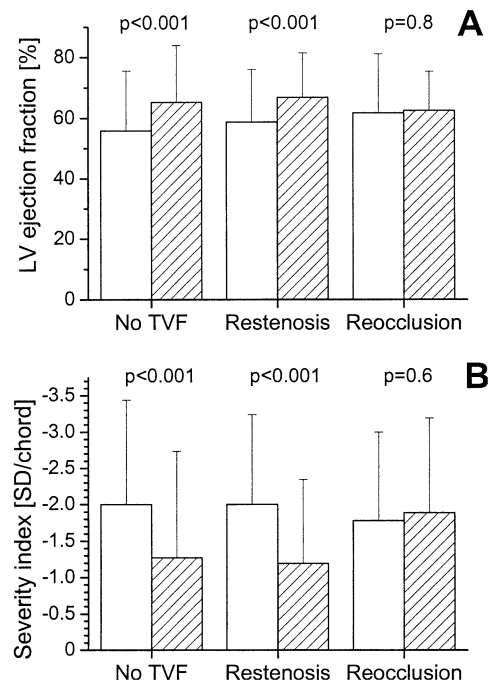 p<0.001 p<0.001 p=0.8 A
LV ejection fraction [%]
80
60
40
20
0
No TVF Restenosis Reocclusion
p<0.001 p<0.001 p=0.6 B
Severity index [SD/chord]
-3.5
-3.0
-2.5
-2.0
-1.5
-1.0
-0.5
0
No TVF Restenosis Reocclusion